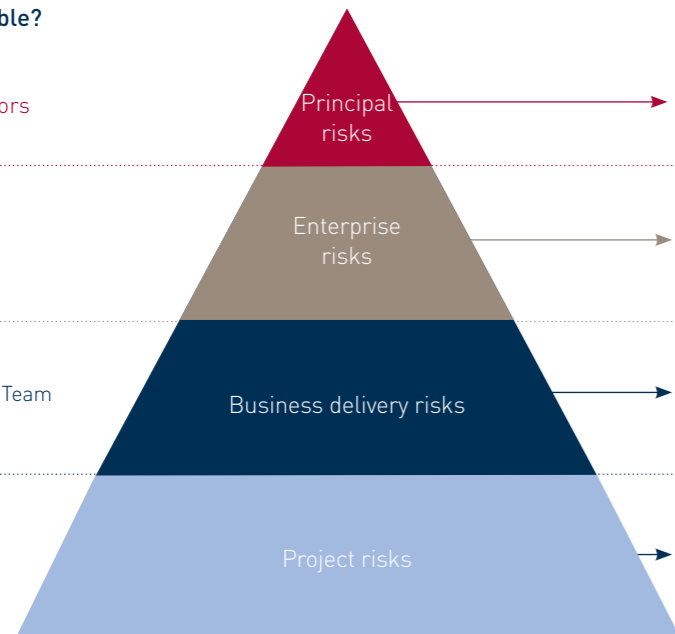 ble?
ors
Principal
risks
Enterprise
risks
Team
Business delivery risks
Project risks